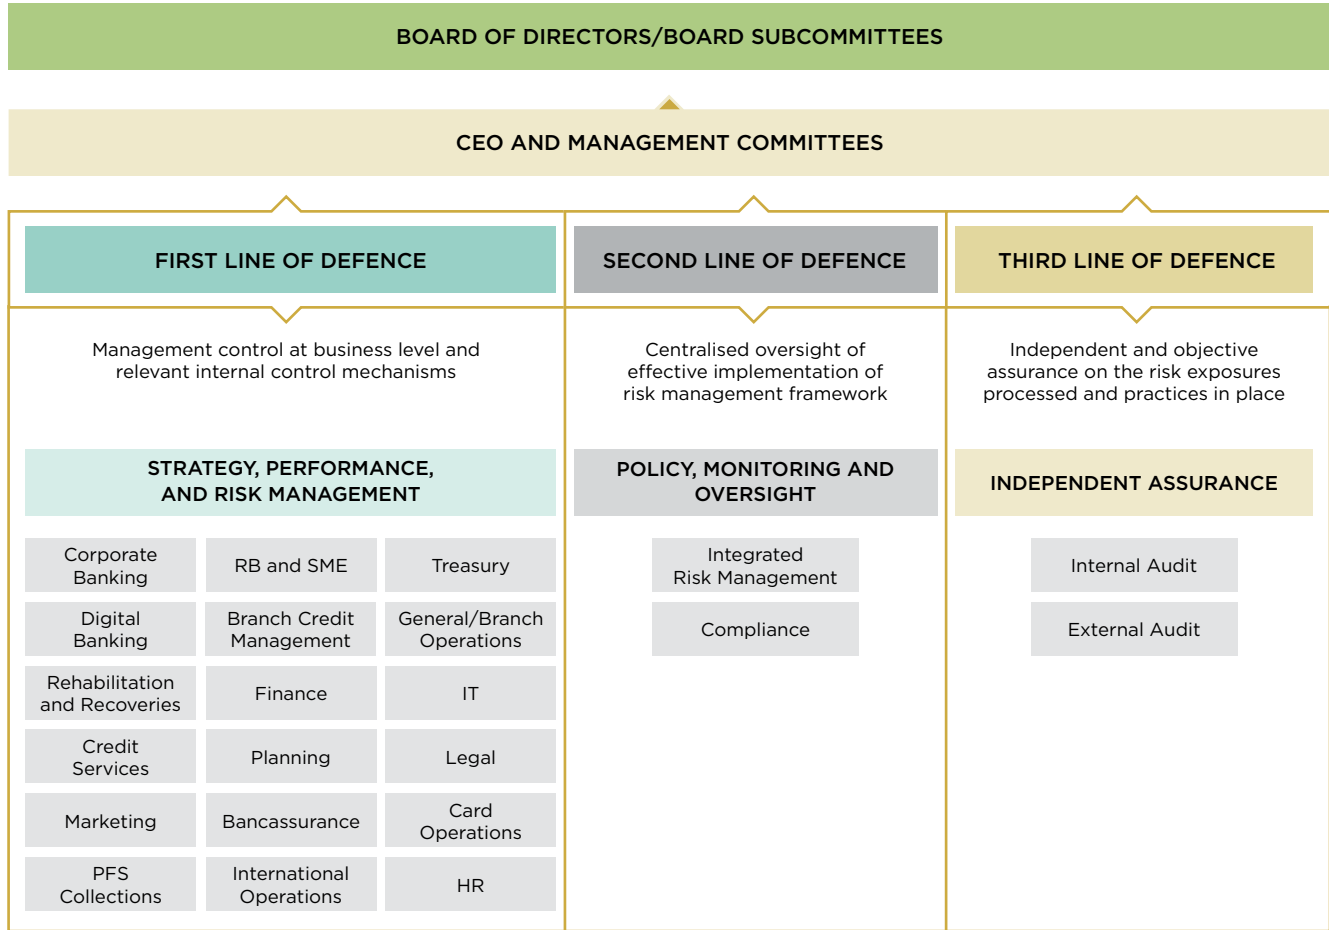 BOARD OF DIRECTORS/BOARD SUBCOMMITTEES
CEO AND MANAGEMENT COMMITTEES
FIRST LINE OF DEFENCE
Management control at business level and
relevant internal control mechanisms
STRATEGY, PERFORMANCE,
AND RISK MANAGEMENT
Corporate
Banking
RB and SME
Treasury
Digital
Banking
Branch Credit
Management
General/Branch
Operations
Rehabilitation
and Recoveries
Finance
IT
Credit
Services
Planning
Legal
Marketing
Bancassurance
Card
Operations
PFS
Collections
International
Operations
HR
SECOND LINE OF DEFENCE
Centralised oversight of
effective implementation of
risk management framework
POLICY, MONITORING AND
OVERSIGHT
Integrated
Risk Management
Compliance
THIRD LINE OF DEFENCE
Independent and objective
assurance on the risk exposures
processed and practices in place
INDEPENDENT ASSURANCE
Internal Audit
External Audit